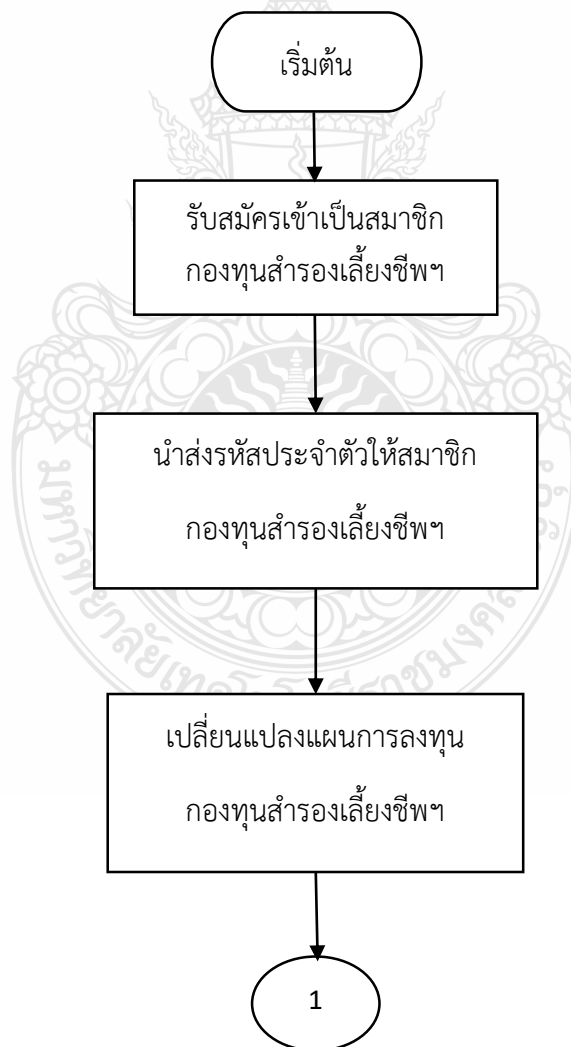 เริ่มต้น
รับสมัครเข้าเป็นสมาชิก
กองทุนสำรองเลี้ยงชีพฯ
นำส่งรหัสประจำตัวให้สมาชิก
กองทุนสำรองเลี้ยงชีพฯ
เปลี่ยนแปลงแผนการลงทุน
กองทุนสำรองเลี้ยงชีพฯ
1